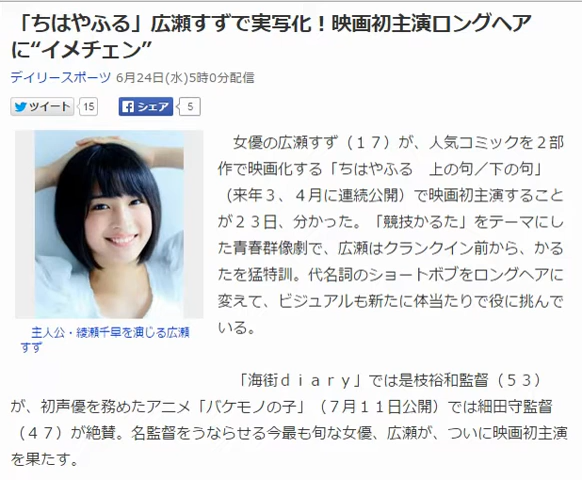 「ちはやふる」広瀬すずで実写化！映画初主演ロングヘア
に“イメチェン”
デイリースポーツ 6月24日(水)5時0分配信
ツイート 15 シェア 5
女優の広瀬すず（１７）が、人気コミックを２部
作で映画化する「ちはやふる　上の句／下の句」
（来年３、４月に連続公開）で映画初主演すること
が２３日、分かった。「競技かるた」をテーマにし
た青春群像劇で、広瀬はクランクイン前から、かる
たを猛特訓。代名詞のショートボブをロングヘアに
変えて、ビジュアルも新たに体当たりで役に挑んで
いる。
主人公・綾瀬千早を演じる広瀬
すず
「海街ｄｉａｒｙ」では是枝裕和監督（５３）
が、初声優を務めたアニメ「バケモノの子」（７月１１日公開）では細田守監督
（４７）が絶賛。名監督をうならせる今最も旬な女優、広瀬が、ついに映画初主演
を果たす。